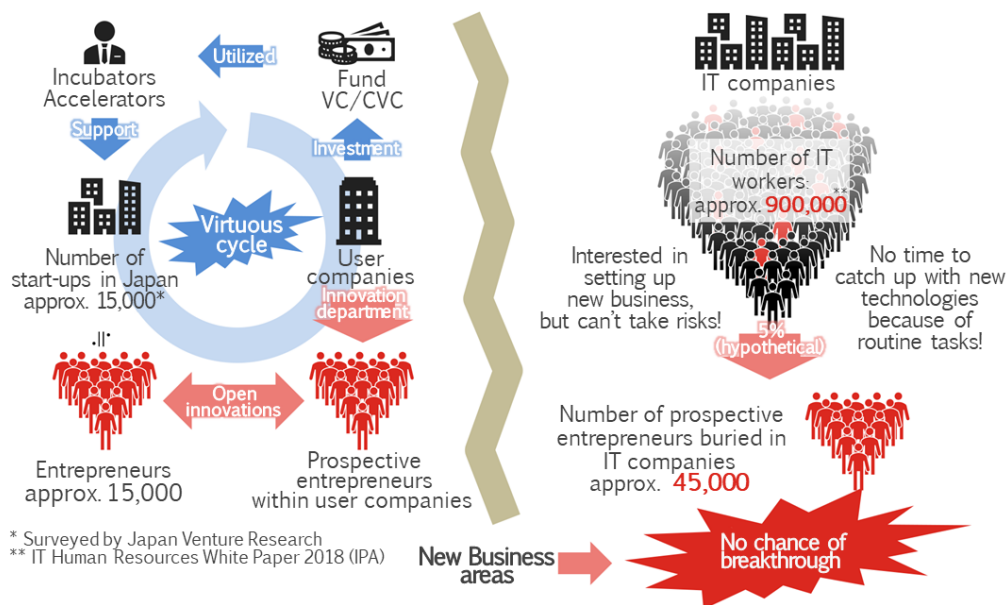 Incubators
Accelerators
Utilized
Fund
VC/CVC
Support
Investment
Virtuous
cycle
Number of
start-ups in Japan
approx. 15,000*
User
companies
Innovation
department
.||.
Open
innovations
Entrepreneurs
approx. 15,000
Prospective
entrepreneurs
within user companies
* Surveyed by Japan Venture Research
** IT Human Resources White Paper 2018 (IPA)
IT companies
Number of IT
workers:
approx. 900,000**
Interested in
setting up
new business,
but can't take risks!
No time to
catch up with new
technologies
because of
routine tasks!
5%
(hypothetical)
Number of prospective
entrepreneurs buried in
IT companies
approx. 45,000
New Business
areas
No chance of
breakthrough